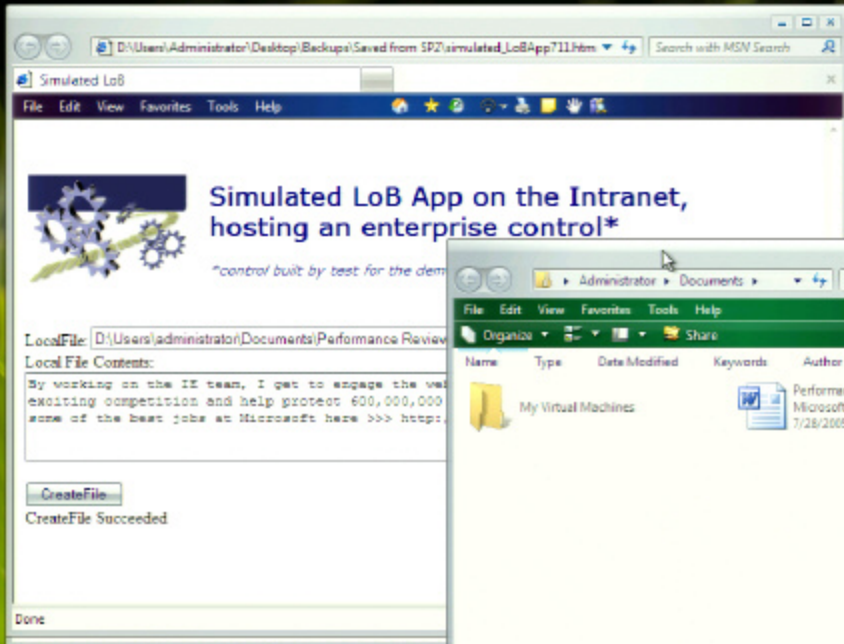 D:\Users\Administrator\Desktop\Backups\Saved from SP2\simulated_LoBApp711.htm
Search with MSN Search
Simulated LoB
File Edit View Favorites Tools Help
Simulated LoB App on the Intranet,
hosting an enterprise control*
*control built by test for the dem
LocalFile: D:\Users\administrator\Documents\Performance Review
Local File Contents:
By working on the IE team, I get to engage the we
exciting competition and help protect 600,000,000
some of the best jobs at Microsoft here >>> http:
CreateFile
CreateFile Succeeded
Done
Administrator Documents
File Edit View Favorites Tools Help
Organize Share
Name Type Date Modified Keywords Author
My Virtual Machines
Performa
Microsoft
7/28/2005